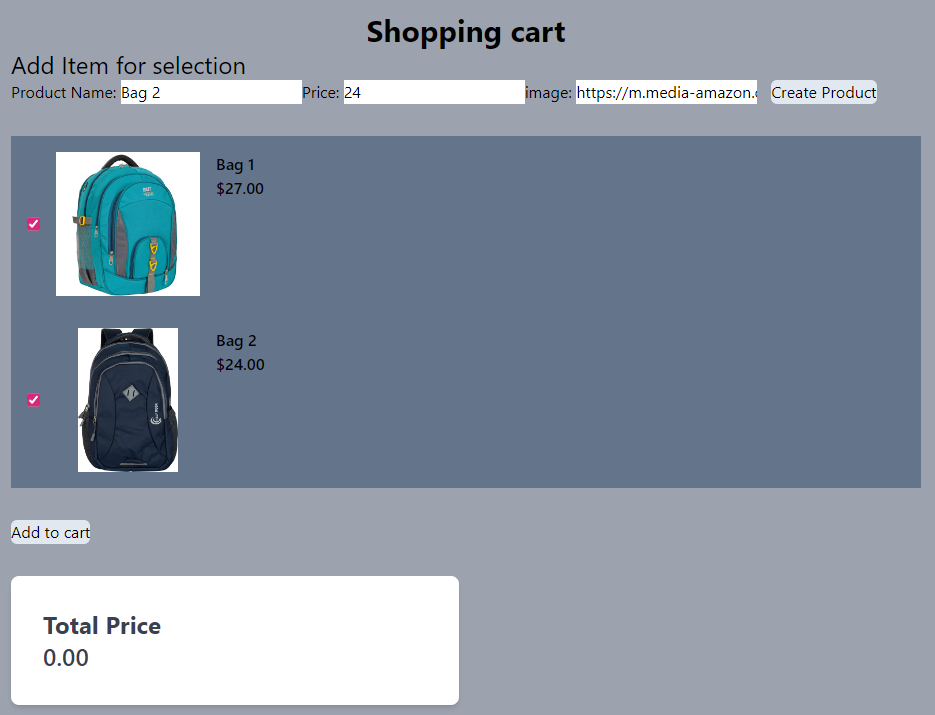 Shopping cart
Add Item for selection
Product Name: Bag 2 Price: 24 image: https://m.media-amazon. Create Product
Bag 1
$27.00
Bag 2
$24.00
Add to cart
Total Price
0.00